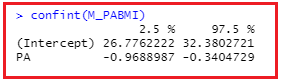 > confint(M_PABMI)
2.5 % 97.5 %
(Intercept) 26.7762222 32.3802721
PA -0.9688987 -0.3404729